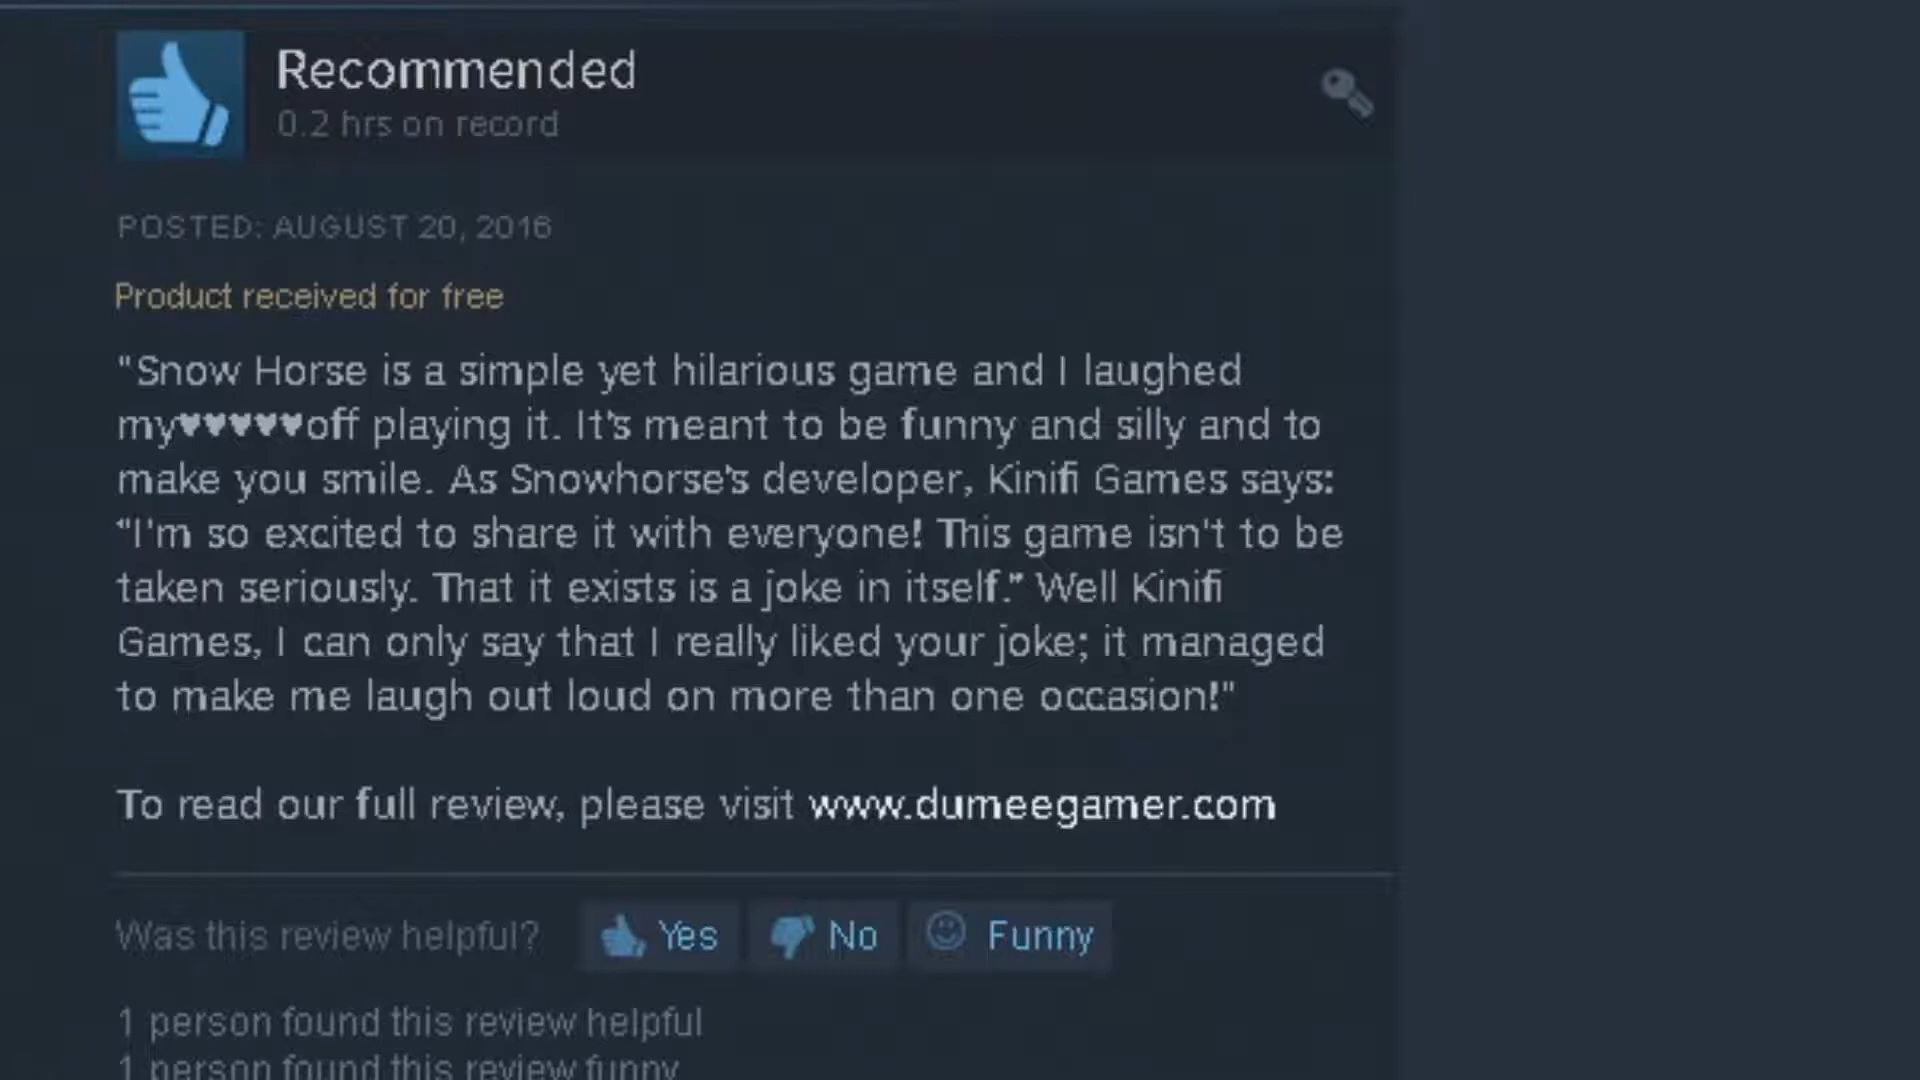 Recommended
0.2 hrs on record
POSTED: AUGUST 20, 2016
Product received for free
"Snow Horse is a simple yet hilarious game and I laughed
my♥♥♥♥♥off playing it. It's meant to be funny and silly and to
make you smile. As Snowhorse's developer, Kinifi Games says:
“I'm so excited to share it with everyone! This game isn't to be
taken seriously. That it exists is a joke in itself.” Well Kinifi
Games, I can only say that I really liked your joke; it managed
to make me laugh out loud on more than one occasion!"
To read our full review, please visit www.dumeegamer.com
Was this review helpful? Yes No Funny
1 person found this review helpful
1 person found this review funny